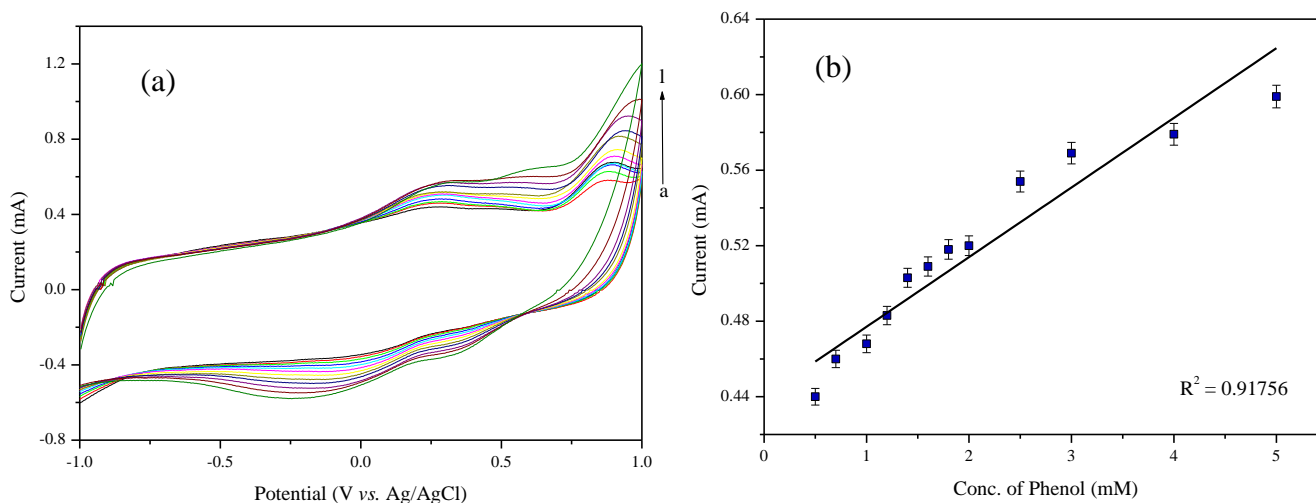 (a)
l
a
1.2
0.8
0.4
0.0
-0.4
-0.8
Current (mA)
-1.0
-0.5
0.0
0.5
1.0
Potential (V vs. Ag/AgCl)
(b)
0.64
0.60
0.56
0.52
0.48
0.44
Current (mA)
R² = 0.91756
0
1
2
3
4
5
Conc. of Phenol (mM)